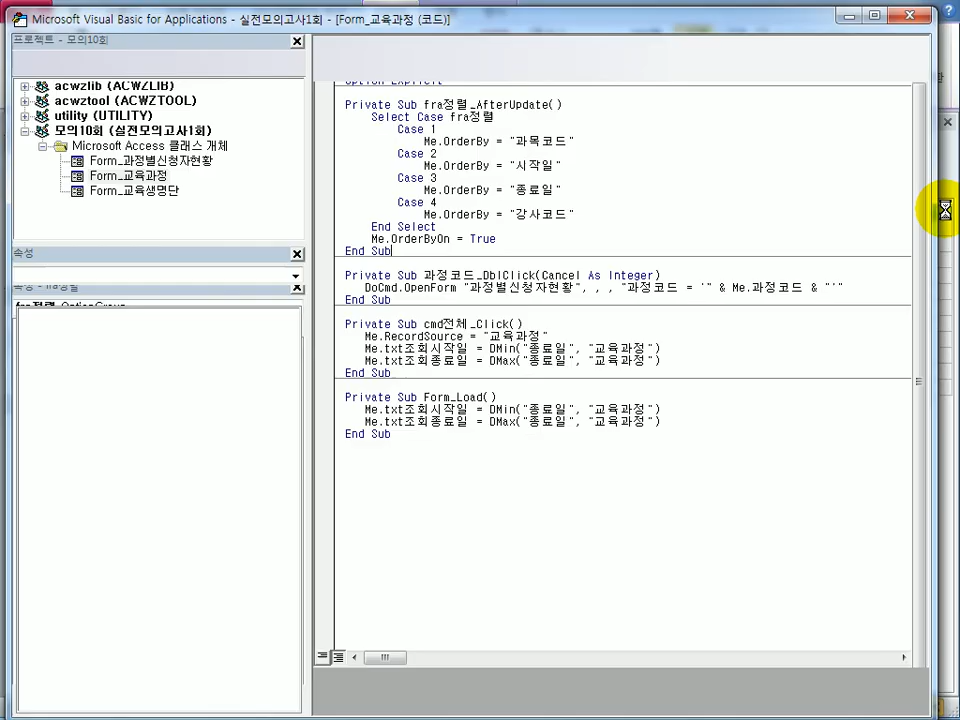 Microsoft Visual Basic for Applications - 실전모의고사1회 - [Form_교육과정 (코드)]
프로젝트 - 모의10회
acwzlib (ACWZLIB)
acwztool (ACWZTOOL)
utility (UTILITY)
모의10회 (실전모의고사1회)
Microsoft Access 클래스 개체
Form_과정별신청자현황
Form_교육과정
Form_교육생명단
속성
속성 - fra정렬
fra정렬 OptionGroup
Option Explicit
Private Sub fra정렬_AfterUpdate()
Select Case fra정렬
Case 1
Me.OrderBy = "과목코드"
Case 2
Me.OrderBy = "시작일"
Case 3
Me.OrderBy = "종료일"
Case 4
Me.OrderBy = "강사코드"
End Select
Me.OrderByOn = True
End Sub
Private Sub 과정코드_DblClick(Cancel As Integer)
DoCmd.OpenForm "과정별신청자현황", , , "과정코드 = '" & Me.과정코드 & "'"
End Sub
Private Sub cmd전체_Click()
Me.RecordSource = "교육과정"
Me.txt조회시작일 = DMin("종료일", "교육과정")
Me.txt조회종료일 = DMax("종료일", "교육과정")
End Sub
Private Sub Form_Load()
Me.txt조회시작일 = DMin("종료일", "교육과정")
Me.txt조회종료일 = DMax("종료일", "교육과정")
End Sub